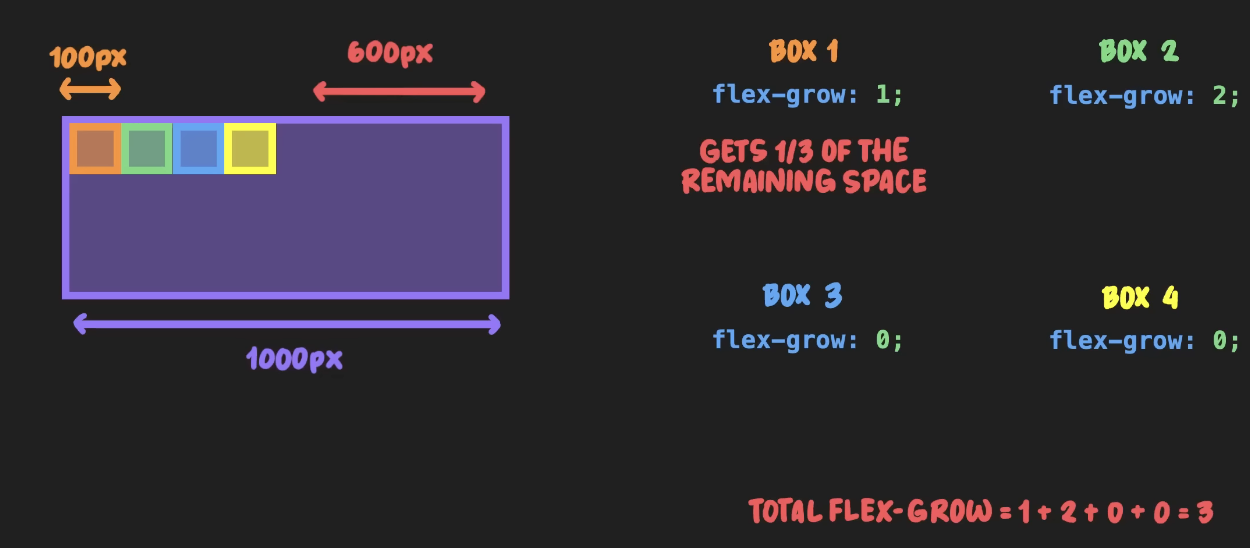 100px
600px
1000px
BOX 1
flex-grow: 1;
GETS 1/3 OF THE
REMAINING SPACE
BOX 2
flex-grow: 2;
BOX 3
flex-grow: 0;
BOX 4
flex-grow: 0;
TOTAL FLEX-GROW = 1 + 2 + 0 + 0 = 3